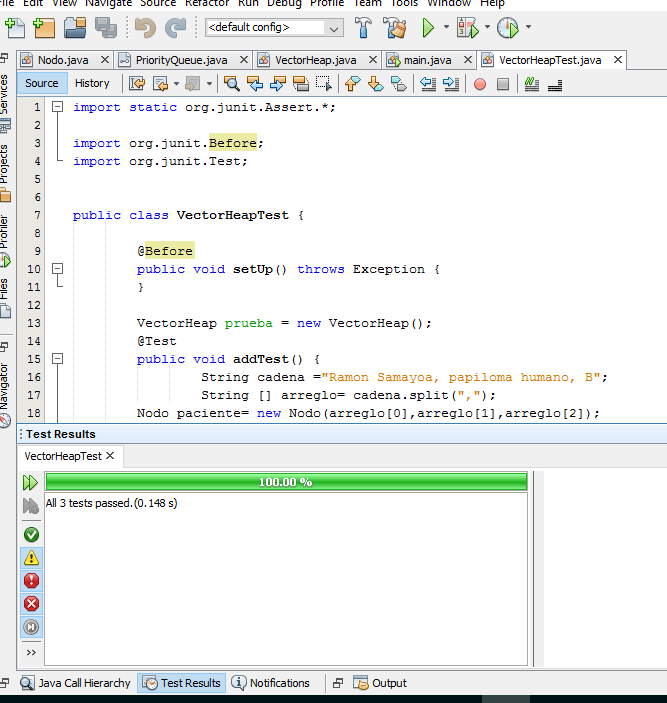 File Edit View Navigate Source Refactor Run Debug Profile Team Tools Window Help
<default config>
Nodo.java PriorityQueue.java VectorHeap.java main.java VectorHeapTest.java
Source History
Services
Projects
Profiler
Files
Navigator
1 import static org.junit.Assert.*;
2
3 import org.junit.Before;
4 import org.junit.Test;
5
6
7 public class VectorHeapTest {
8
9 @Before
10 public void setUp() throws Exception {
11 }
12
13 VectorHeap prueba = new VectorHeap();
14 @Test
15 public void addTest() {
16 String cadena ="Ramon Samayoa, papiloma humano, B";
17 String [] arreglo= cadena.split(",");
18 Nodo paciente= new Nodo(arreglo[0],arreglo[1],arreglo[2]);
Test Results
VectorHeapTest
100.00 %
All 3 tests passed.(0.148 s)
Java Call Hierarchy Test Results Notifications Output